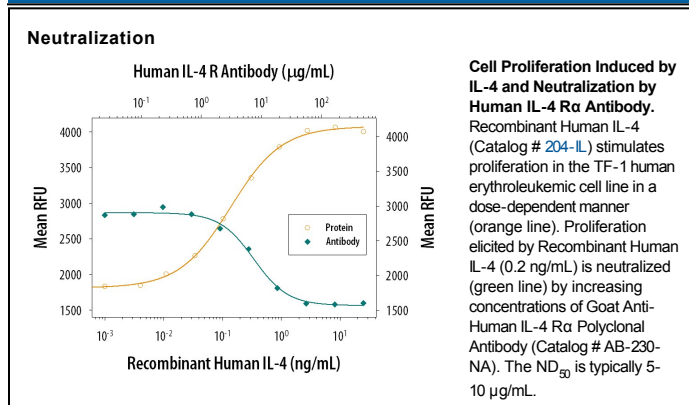 Neutralization
Human IL-4 R Antibody (µg/mL)
10⁻¹ 10⁰ 10¹ 10²
4000
3500
3000
2500
2000
1500
Mean RFU
4000
3500
3000
2500
2000
1500
Mean RFU
Protein
Antibody
10⁻³ 10⁻² 10⁻¹ 10⁰ 10¹
Recombinant Human IL-4 (ng/mL)
Cell Proliferation Induced by
IL-4 and Neutralization by
Human IL-4 Rα Antibody.
Recombinant Human IL-4
(Catalog # 204-IL) stimulates
proliferation in the TF-1 human
erythroleukemic cell line in a
dose-dependent manner
(orange line). Proliferation
elicited by Recombinant Human
IL-4 (0.2 ng/mL) is neutralized
(green line) by increasing
concentrations of Goat Anti-
Human IL-4 Rα Polyclonal
Antibody (Catalog # AB-230-
NA). The ND₅₀ is typically 5-
10 µg/mL.